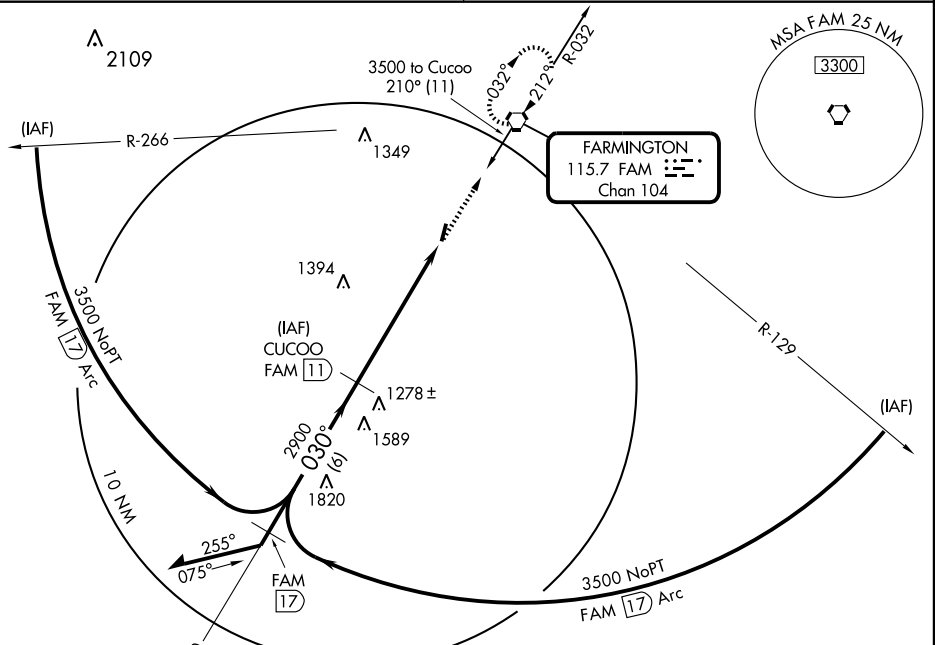 2109
(IAF)
R-266
1349
3500 to Cucoo
210° (11)
032°
212°
R-032
FARMINGTON
115.7 FAM
Chan 104
MSA FAM 25 NM
3300
3500 NoPT
FAM 17 Arc
1394
(IAF)
CUCOO
FAM 11
1278 ±
1589
2900
030°
(6)
1820
R-129
(IAF)
10 NM
255°
075°
FAM
17
3500 NoPT
FAM 17 Arc